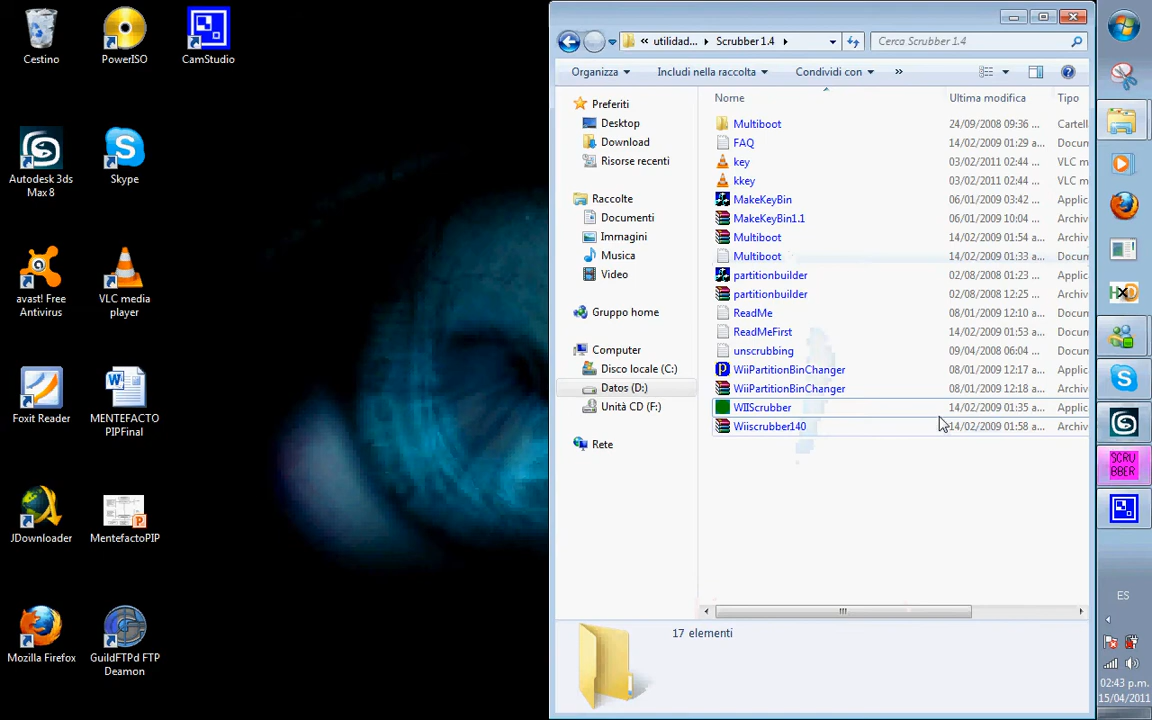 Cestino
PowerISO
CamStudio
Autodesk 3ds
Max 8
Skype
avast! Free
Antivirus
VLC media
player
Foxit Reader
MENTEFACTO
PIPFinal
JDownloader
MentefactoPIP
Mozilla Firefox
GuildFTPd FTP
Deamon
« utilidad... ▸ Scrubber 1.4 ▸
Cerca Scrubber 1.4
Organizza
Includi nella raccolta
Condividi con
»
Preferiti
Desktop
Download
Risorse recenti
Raccolte
Documenti
Immagini
Musica
Video
Gruppo home
Computer
Disco locale (C:)
Datos (D:)
Unità CD (F:)
Rete
Nome Ultima modifica Tipo
Multiboot 24/09/2008 09:36 ... Cartell
FAQ 14/02/2009 01:29 a... Docum
key 03/02/2011 02:44 ... VLC m
kkey 03/02/2011 02:44 ... VLC m
MakeKeyBin 06/01/2009 03:42 ... Applic
MakeKeyBin1.1 06/01/2009 10:04 ... Archiv
Multiboot 14/02/2009 01:54 ... Archiv
Multiboot 14/02/2009 01:33 ... Docum
partitionbuilder 02/08/2008 01:23 ... Applic
partitionbuilder 02/08/2008 12:25 ... Archiv
ReadMe 08/01/2009 12:10 ... Docum
ReadMeFirst 14/02/2009 01:53 ... Docum
unscrubbing 09/04/2008 06:04 ... Docum
WiiPartitionBinChanger 08/01/2009 12:17 ... Applic
WiiPartitionBinChanger 08/01/2009 12:18 ... Archiv
WIIScrubber 14/02/2009 01:35 ... Applic
Wiiscrubber140 14/02/2009 01:58 ... Archiv
17 elementi
SCRU
BBER
ES
02:43 p.m.
15/04/2011